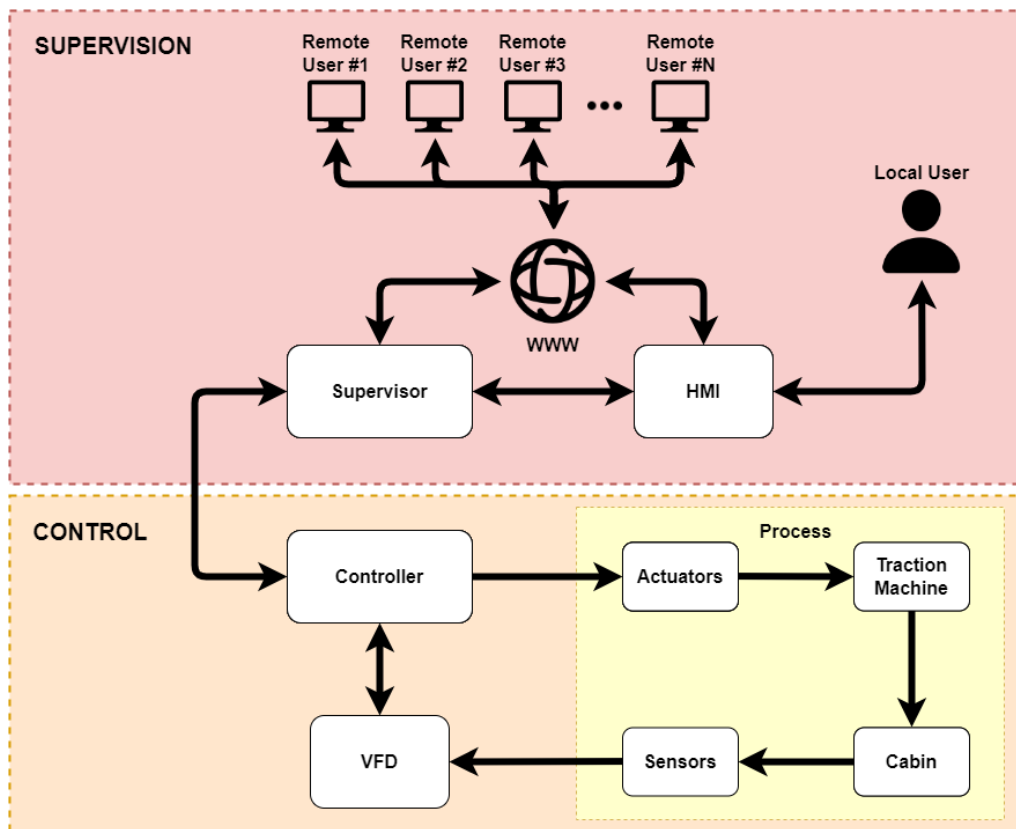 SUPERVISION
Remote
User #1
Remote
User #2
Remote
User #3
Remote
User #N
Local User
WWW
Supervisor
HMI
CONTROL
Process
Controller
Actuators
Traction
Machine
VFD
Sensors
Cabin